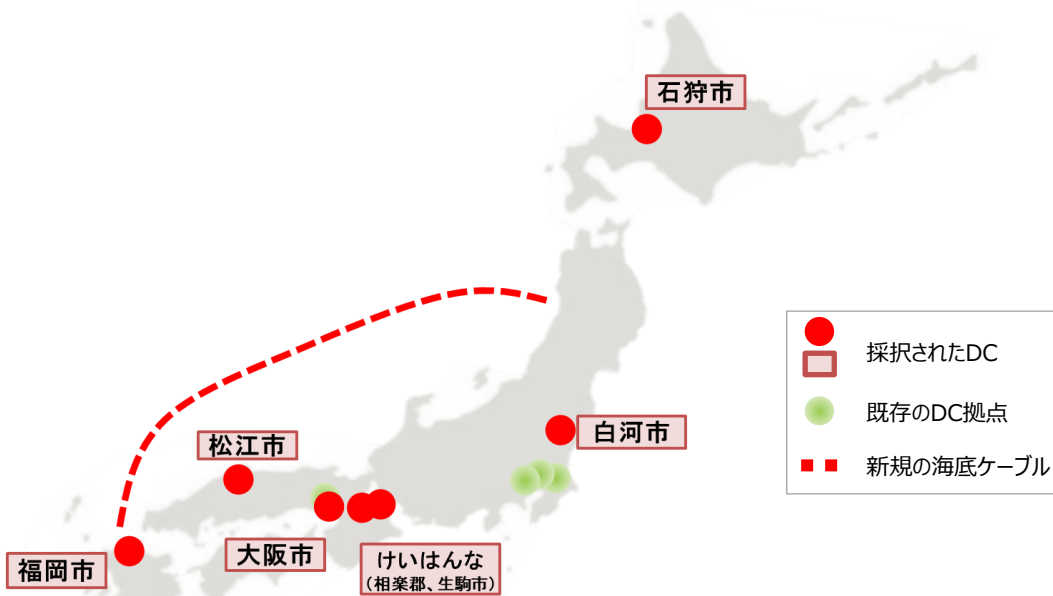 石狩市
白河市
松江市
大阪市
けいはんな
（相楽郡、生駒市）
福岡市
採択されたDC
既存のDC拠点
新規の海底ケーブル